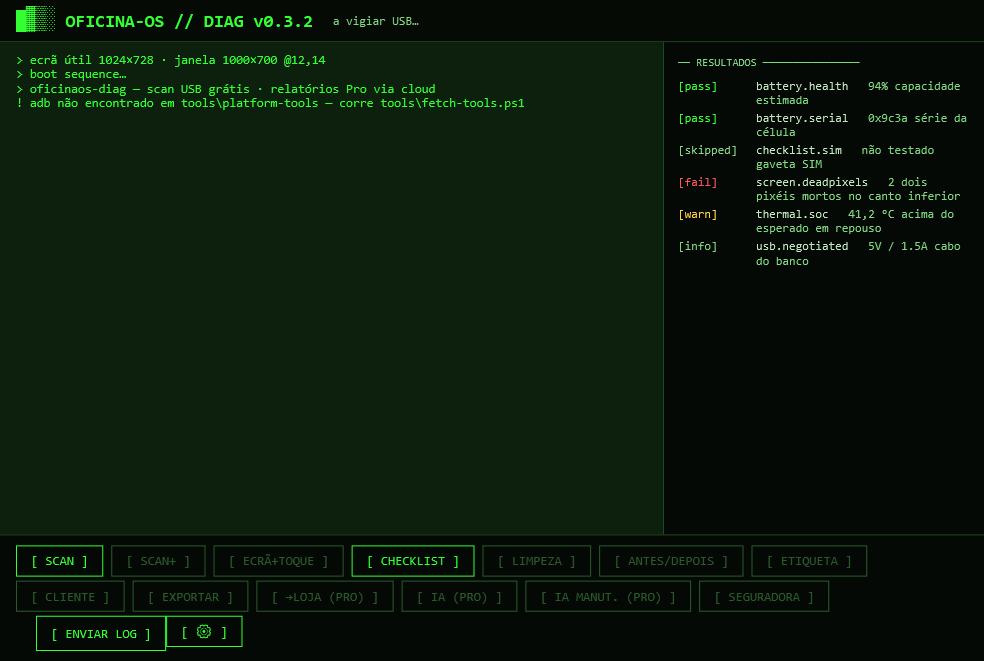 OFICINA-OS // DIAG v0.3.2 a vigiar USB…
> ecrã útil 1024×728 · janela 1000×700 @12,14
> boot sequence…
> oficinaos-diag — scan USB grátis · relatórios Pro via cloud
! adb não encontrado em tools\platform-tools — corre tools\fetch-tools.ps1
── RESULTADOS ────────────────
[pass] battery.health 94% capacidade
estimada
[pass] battery.serial 0x9c3a série da
célula
[skipped] checklist.sim não testado
gaveta SIM
[fail] screen.deadpixels 2 dois
pixéis mortos no canto inferior
[warn] thermal.soc 41,2 °C acima do
esperado em repouso
[info] usb.negotiated 5V / 1.5A cabo
do banco
[ SCAN ] [ SCAN+ ] [ ECRÃ+TOQUE ] [ CHECKLIST ] [ LIMPEZA ] [ ANTES/DEPOIS ] [ ETIQUETA ]
[ CLIENTE ] [ EXPORTAR ] [ →LOJA (PRO) ] [ IA (PRO) ] [ IA MANUT. (PRO) ] [ SEGURADORA ]
[ ENVIAR LOG ] [ ⚙ ]